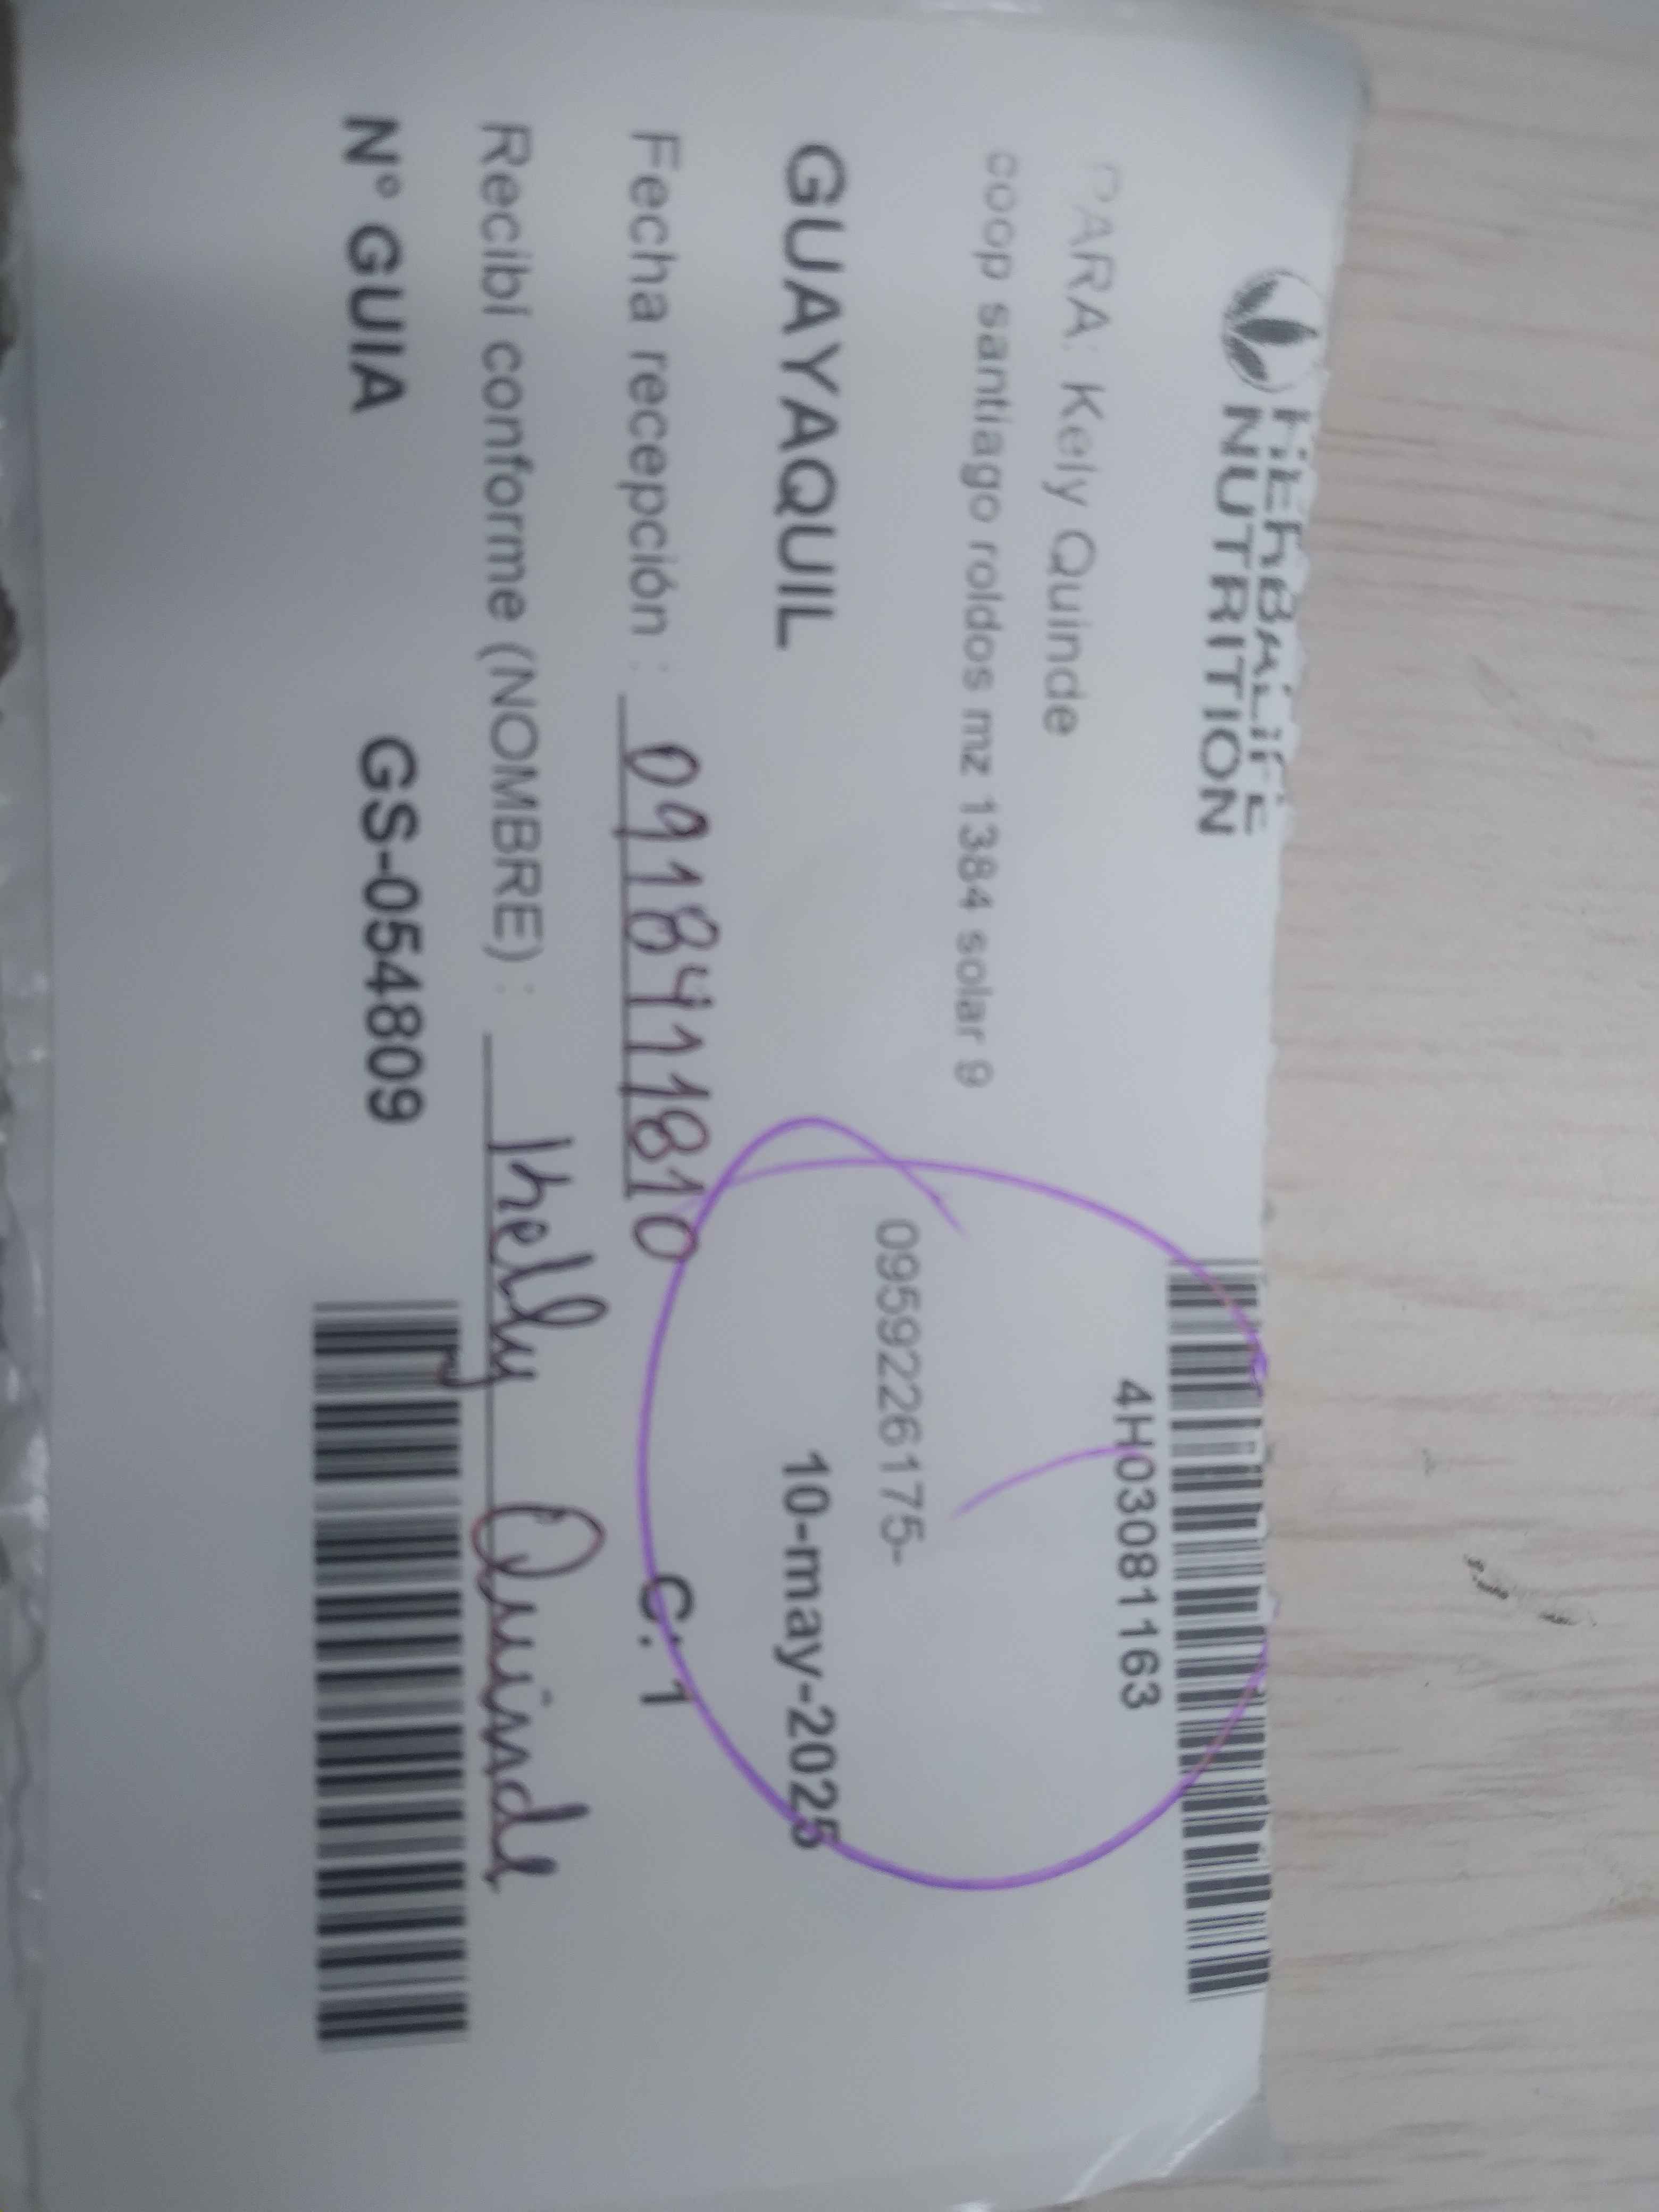 HERBALIFE
NUTRITION
4H03081163
PARA: Kely Quinde
coop santiago roldos mz 1384 solar 9
0959226175-
GUAYAQUIL 10-may-2025
Fecha recepción : 0918411810 C: 1
Recibí conforme (NOMBRE) : Khelly Quinde
N° GUIA GS-054809